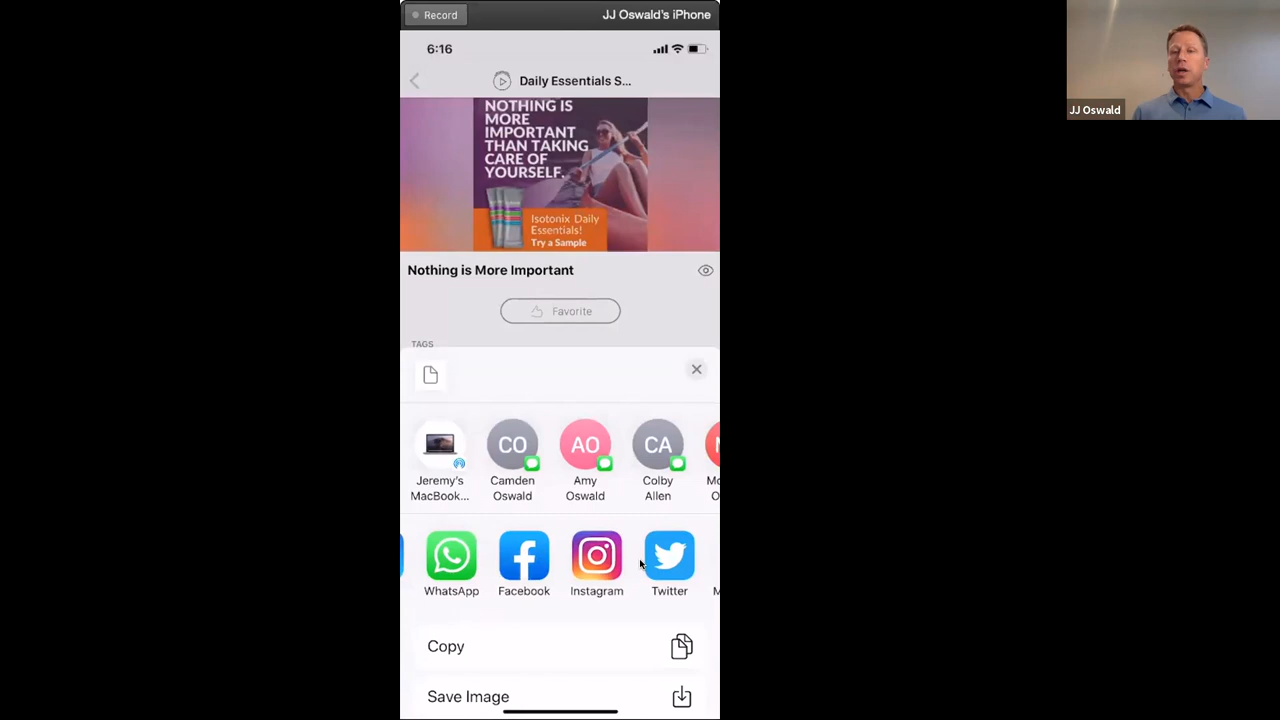 Record
JJ Oswald's iPhone
6:16
JJ Oswald
Daily Essentials S...
NOTHING IS
MORE
IMPORTANT
THAN TAKING
CARE OF
YOURSELF.
Isotonix Daily
Essentials!
Try a Sample
Nothing is More Important
Favorite
TAGS
CO
AO
CA
Jeremy's
MacBook...
Camden
Oswald
Amy
Oswald
Colby
Allen
WhatsApp
Facebook
Instagram
Twitter
Copy
Save Image